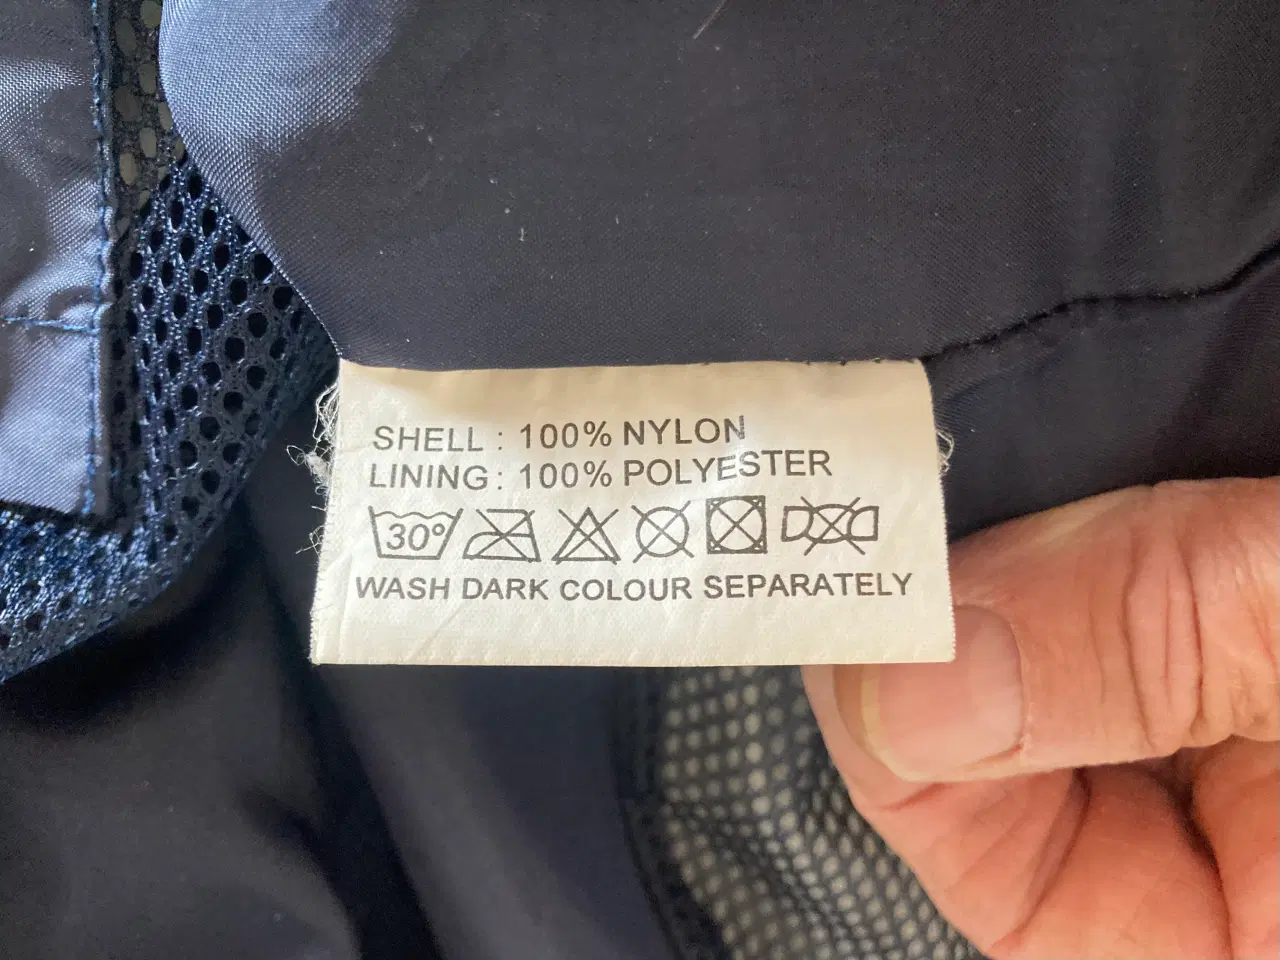 SHELL : 100% NYLON
LINING : 100% POLYESTER
30°
WASH DARK COLOUR SEPARATELY